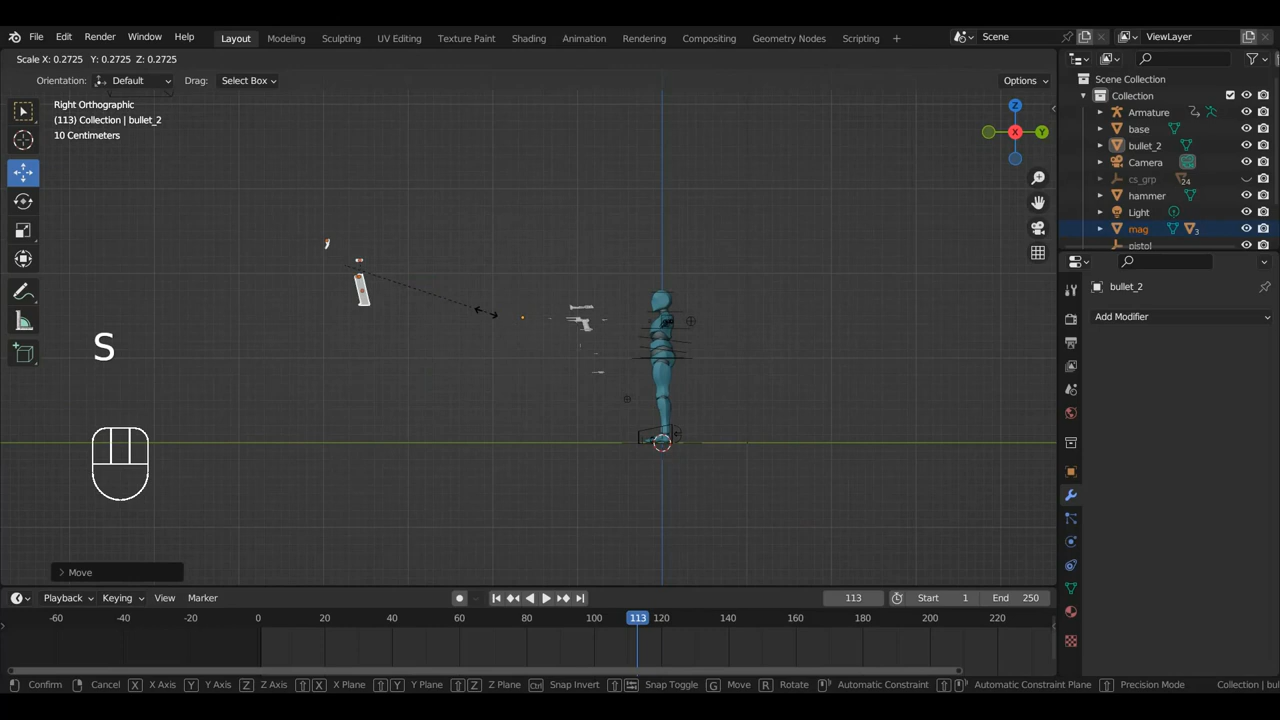 File Edit Render Window Help Layout Modeling Sculpting UV Editing Texture Paint Shading Animation Rendering Compositing Geometry Nodes Scripting + Scene ViewLayer
Scale X: 0.2725 Y: 0.2725 Z: 0.2725
Orientation: Default Drag: Select Box Options
Right Orthographic
(113) Collection | bullet_2
10 Centimeters
Z
X
Y
Scene Collection
Collection
Armature
base
bullet_2
Camera
cs_grp 24
hammer
Light
mag 3
pistol
bullet_2
Add Modifier
S
Move
Playback Keying View Marker 113 Start 1 End 250
-60 -40 -20 0 20 40 60 80 100 113 120 140 160 180 200 220
Confirm Cancel X X Axis Y Y Axis Z Z Axis X X Plane Y Y Plane Z Z Plane Ctrl Snap Invert Snap Toggle G Move R Rotate Automatic Constraint Automatic Constraint Plane Precision Mode Collection | bul